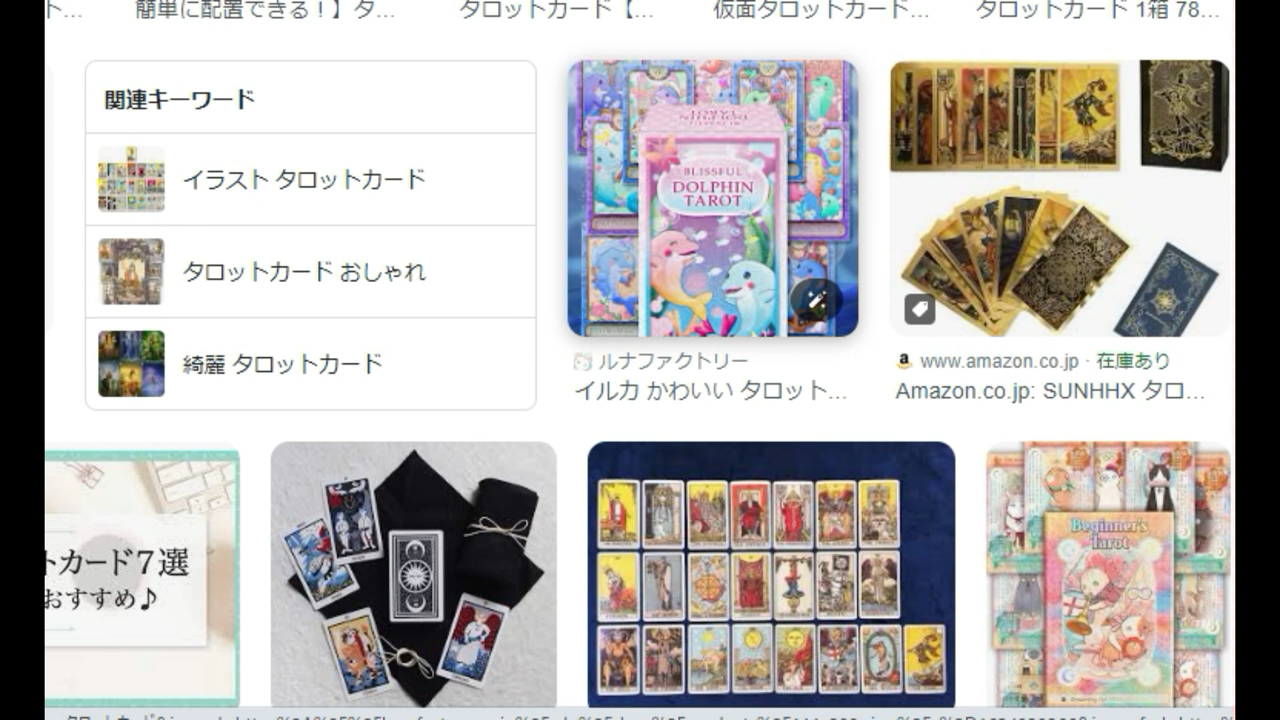 ト...
簡単に配置できる！】タ...
タロットカード【...
仮面タロットカード...
タロットカード 1箱 78...
関連キーワード
イラスト タロットカード
タロットカード おしゃれ
綺麗 タロットカード
BLISSFUL
DOLPHIN
TAROT
ルナファクトリー
イルカ かわいい タロット...
www.amazon.co.jp · 在庫あり
Amazon.co.jp: SUNHHX タロ...
トカード7選
おすすめ♪
Beginner's
Tarot